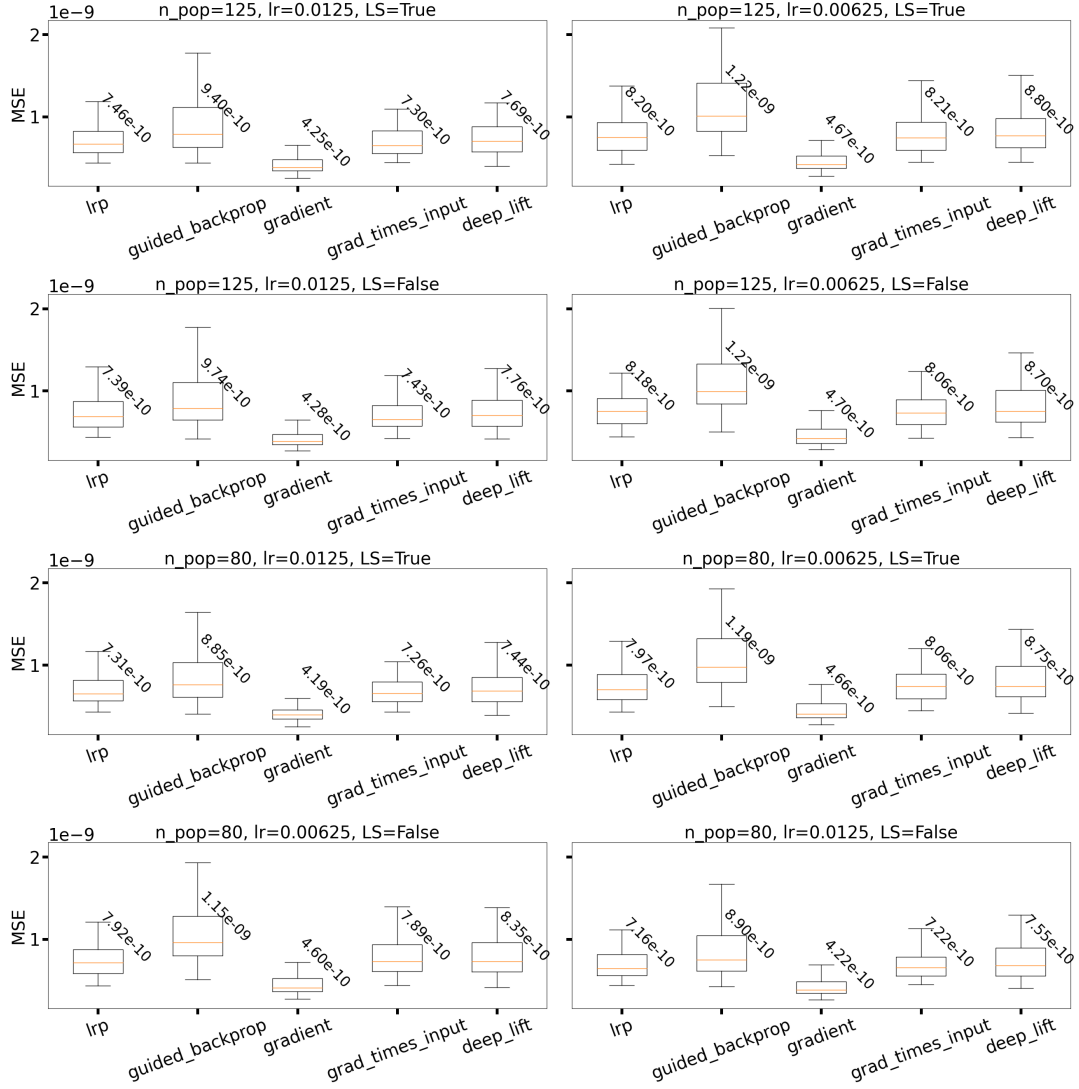 n_pop=125, lr=0.0125, LS=True
1e−9
2
1
MSE
7.46e-10
9.40e-10
4.25e-10
7.30e-10
7.69e-10
lrp
guided_backprop
gradient
grad_times_input
deep_lift
n_pop=125, lr=0.00625, LS=True
8.20e-10
1.22e-09
4.67e-10
8.21e-10
8.80e-10
lrp
guided_backprop
gradient
grad_times_input
deep_lift
n_pop=125, lr=0.0125, LS=False
1e−9
2
1
MSE
7.39e-10
9.74e-10
4.28e-10
7.43e-10
7.76e-10
lrp
guided_backprop
gradient
grad_times_input
deep_lift
n_pop=125, lr=0.00625, LS=False
8.18e-10
1.22e-09
4.70e-10
8.06e-10
8.70e-10
lrp
guided_backprop
gradient
grad_times_input
deep_lift
n_pop=80, lr=0.0125, LS=True
1e−9
2
1
MSE
7.31e-10
8.85e-10
4.19e-10
7.26e-10
7.44e-10
lrp
guided_backprop
gradient
grad_times_input
deep_lift
n_pop=80, lr=0.00625, LS=True
7.97e-10
1.19e-09
4.66e-10
8.06e-10
8.75e-10
lrp
guided_backprop
gradient
grad_times_input
deep_lift
n_pop=80, lr=0.00625, LS=False
1e−9
2
1
MSE
7.92e-10
1.15e-09
4.60e-10
7.89e-10
8.35e-10
lrp
guided_backprop
gradient
grad_times_input
deep_lift
n_pop=80, lr=0.0125, LS=False
7.16e-10
8.90e-10
4.22e-10
7.22e-10
7.55e-10
lrp
guided_backprop
gradient
grad_times_input
deep_lift